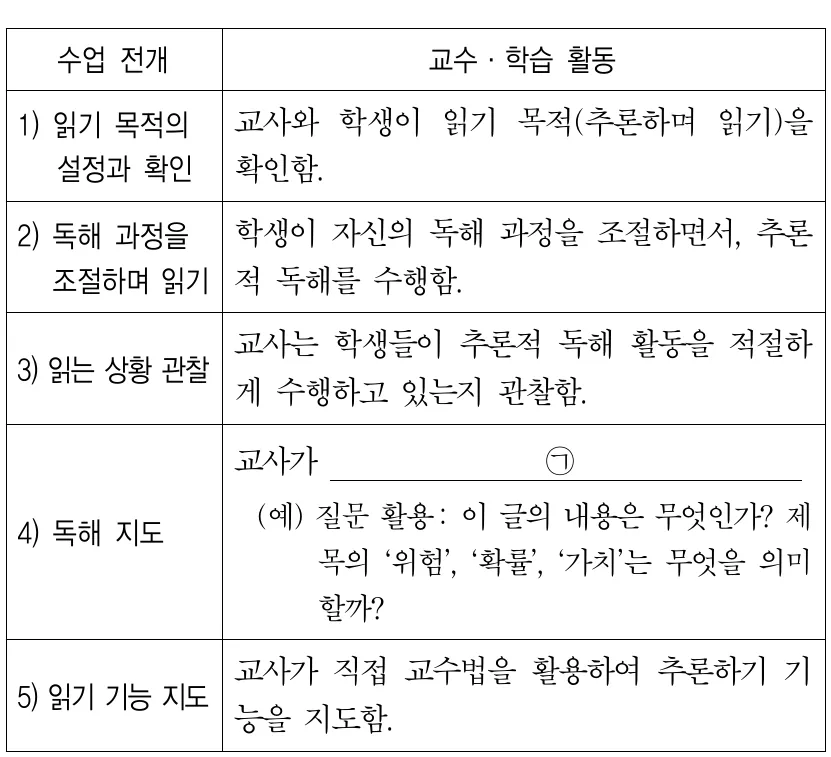 수업 전개
교수·학습 활동
1) 읽기 목적의
설정과 확인
교사와 학생이 읽기 목적(추론하며 읽기)을
확인함.
2) 독해 과정을
조절하며 읽기
학생이 자신의 독해 과정을 조절하면서, 추론
적 독해를 수행함.
3) 읽는 상황 관찰
교사는 학생들이 추론적 독해 활동을 적절하
게 수행하고 있는지 관찰함.
4) 독해 지도
교사가 ㉠
(예) 질문 활용: 이 글의 내용은 무엇인가? 제
목의 ‘위험’, ‘확률’, ‘가치’는 무엇을 의미
할까?
5) 읽기 기능 지도
교사가 직접 교수법을 활용하여 추론하기 기
능을 지도함.